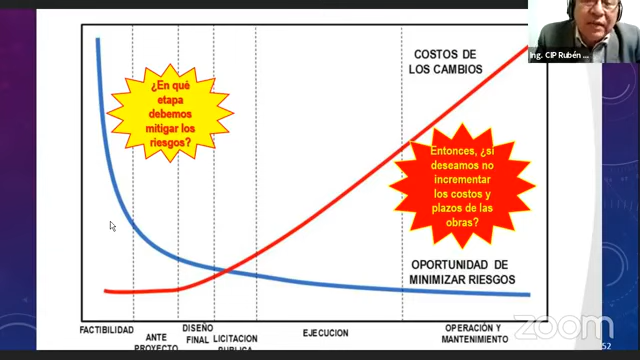 Ing. CIP Rubén ...
COSTOS DE
LOS CAMBIOS
¿En qué
etapa
debemos
mitigar los
riesgos?
Entonces, ¿si
deseamos no
incrementar
los costos y
plazos de las
obras?
OPORTUNIDAD DE
MINIMIZAR RIESGOS
FACTIBILIDAD
ANTE
PROYECTO
DISEÑO
FINAL
LICITACION
PUBLICA
EJECUCION
OPERACIÓN Y
MANTENIMIENTO
zoom
52